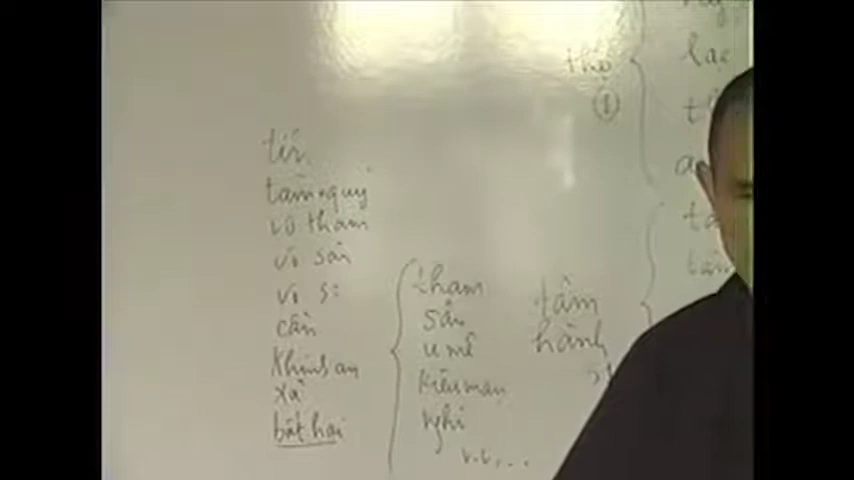 tín
tàm + quý
vô tham
vô sân
vô si
cần
khinh an
xả
bất hại
tham
sân
u mê
kiêu mạn
nghi
v.v...
tâm
hành
thọ
①
lạc